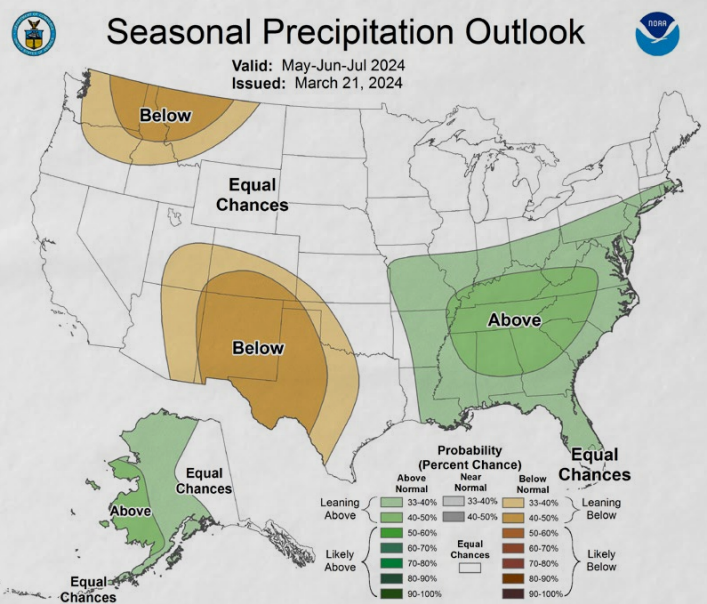 NOAA
Seasonal Precipitation Outlook
Valid: May-Jun-Jul 2024
Issued: March 21, 2024
Below
Equal
Chances
Above
Below
Equal
Chances
Equal
Chances
Above
Equal
Chances
Probability
(Percent Chance)
Above
Normal
Near
Normal
Below
Normal
Leaning
Above
33-40%
40-50%
50-60%
60-70%
70-80%
80-90%
90-100%
Likely
Above
33-40%
40-50%
Equal
Chances
33-40%
40-50%
50-60%
60-70%
70-80%
80-90%
90-100%
Leaning
Below
Likely
Below